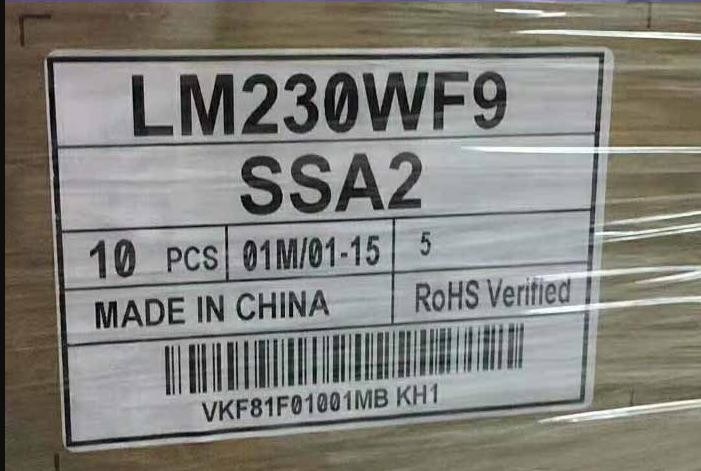 LM230WF9
SSA2
10 PCS 01M/01-15 5
MADE IN CHINA RoHS Verified
VKF81F01001MB KH1